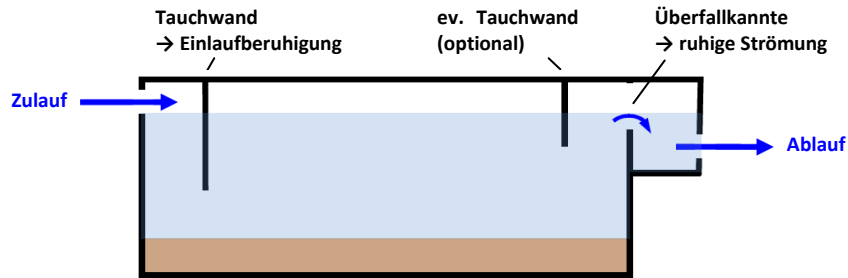 Tauchwand
→ Einlaufberuhigung
ev. Tauchwand
(optional)
Überfallkannte
→ ruhige Strömung
Zulauf
Ablauf